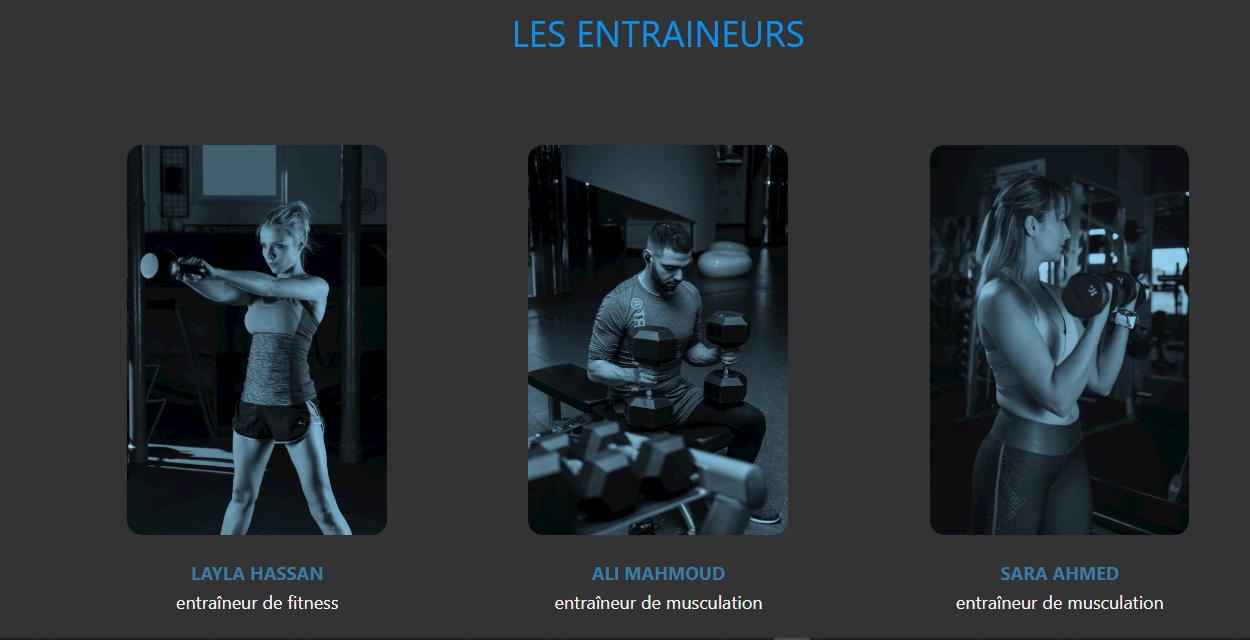 LES ENTRAINEURS
LAYLA HASSAN
entraîneur de fitness
ALI MAHMOUD
entraîneur de musculation
SARA AHMED
entraîneur de musculation